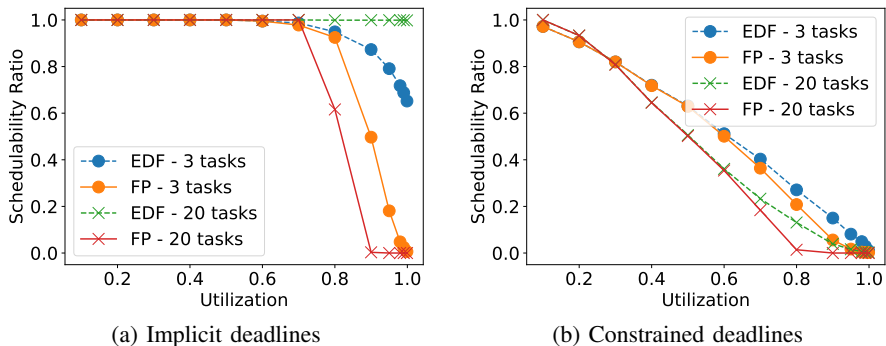 1.0
0.8
0.6
0.4
0.2
0.0
Schedulability Ratio
EDF - 3 tasks
FP - 3 tasks
EDF - 20 tasks
FP - 20 tasks
0.2 0.4 0.6 0.8 1.0
Utilization
(a) Implicit deadlines
1.0
0.8
0.6
0.4
0.2
0.0
Schedulability Ratio
EDF - 3 tasks
FP - 3 tasks
EDF - 20 tasks
FP - 20 tasks
0.2 0.4 0.6 0.8 1.0
Utilization
(b) Constrained deadlines